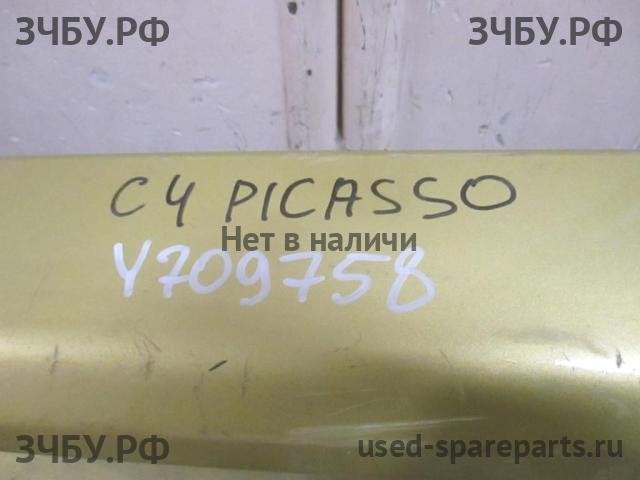 ЗЧБУ.РФ ЗЧБУ.РФ
C4 PICASSO
Нет в наличи
Y709758
ЗЧБУ.РФ used-spareparts.ru